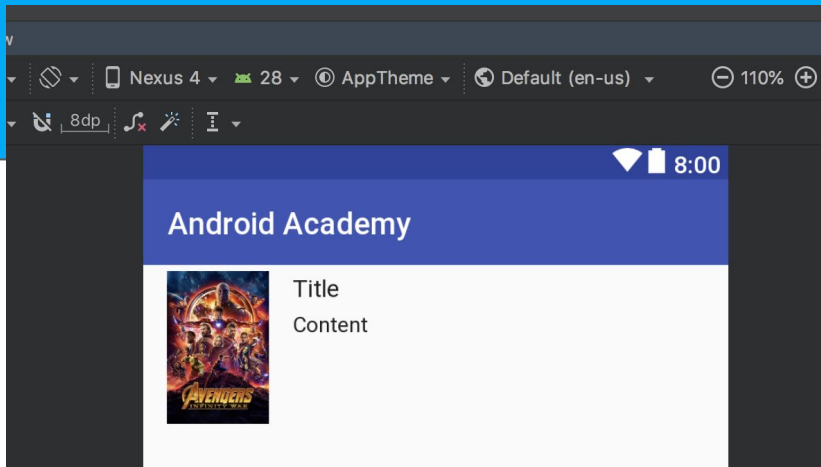 w
Nexus 4 28 AppTheme Default (en-us) 110%
8dp
8:00
Android Academy
Title
Content
AVENGERS
INFINITY WAR